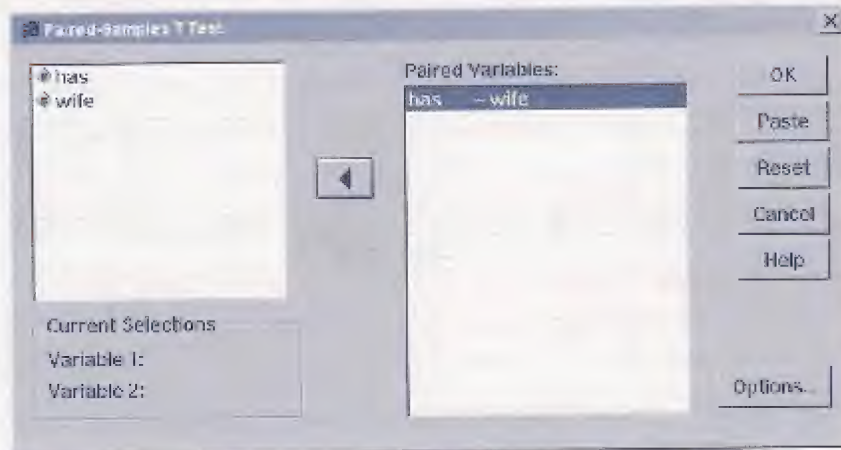 Paired-Samples T Test
has
wife
Paired Variables:
has -- wife
OK
Paste
Reset
Cancel
Help
Current Selections
Variable 1:
Variable 2:
Options...